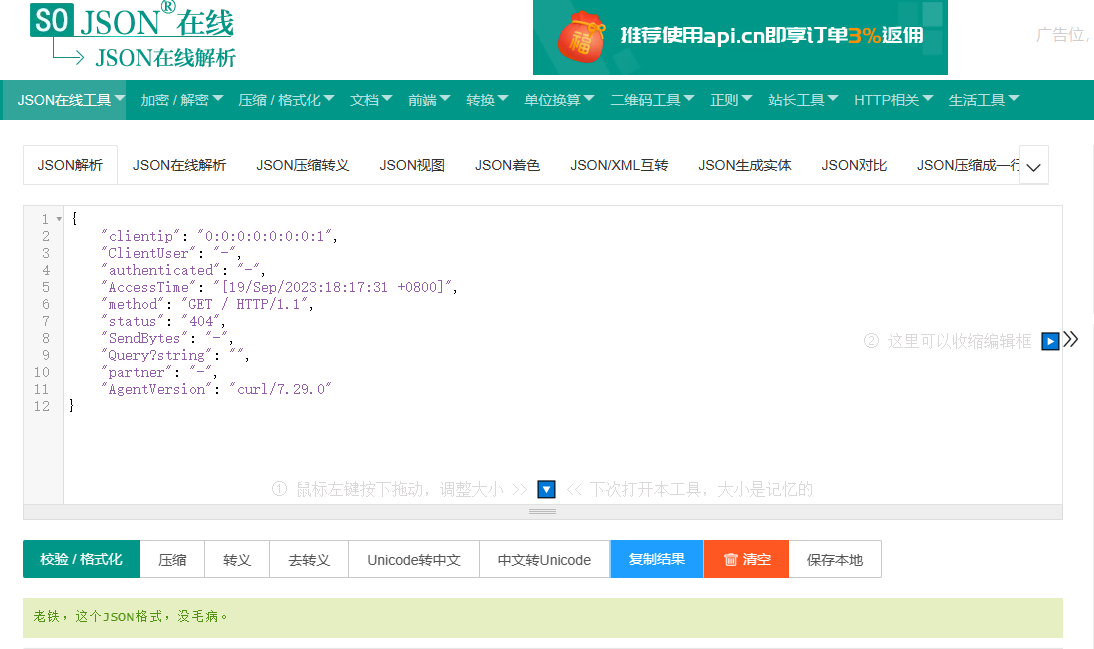 SO JSON®在线
JSON在线解析
推荐使用api.cn即享订单3%返佣
广告位,
JSON在线工具 加密 / 解密 压缩 / 格式化 文档 前端 转换 单位换算 二维码工具 正则 站长工具 HTTP相关 生活工具
JSON解析 JSON在线解析 JSON压缩转义 JSON视图 JSON着色 JSON/XML互转 JSON生成实体 JSON对比 JSON压缩成一行
1 {
2 "clientip": "0:0:0:0:0:0:0:1",
3 "ClientUser": "-",
4 "authenticated": "-",
5 "AccessTime": "[19/Sep/2023:18:17:31 +0800]",
6 "method": "GET / HTTP/1.1",
7 "status": "404",
8 "SendBytes": "-",
9 "Query?string": "",
10 "partner": "-",
11 "AgentVersion": "curl/7.29.0"
12 }
② 这里可以收缩编辑框
① 鼠标左键按下拖动，调整大小 >> << 下次打开本工具，大小是记忆的
校验 / 格式化 压缩 转义 去转义 Unicode转中文 中文转Unicode 复制结果 清空 保存本地
老铁，这个JSON格式，没毛病。